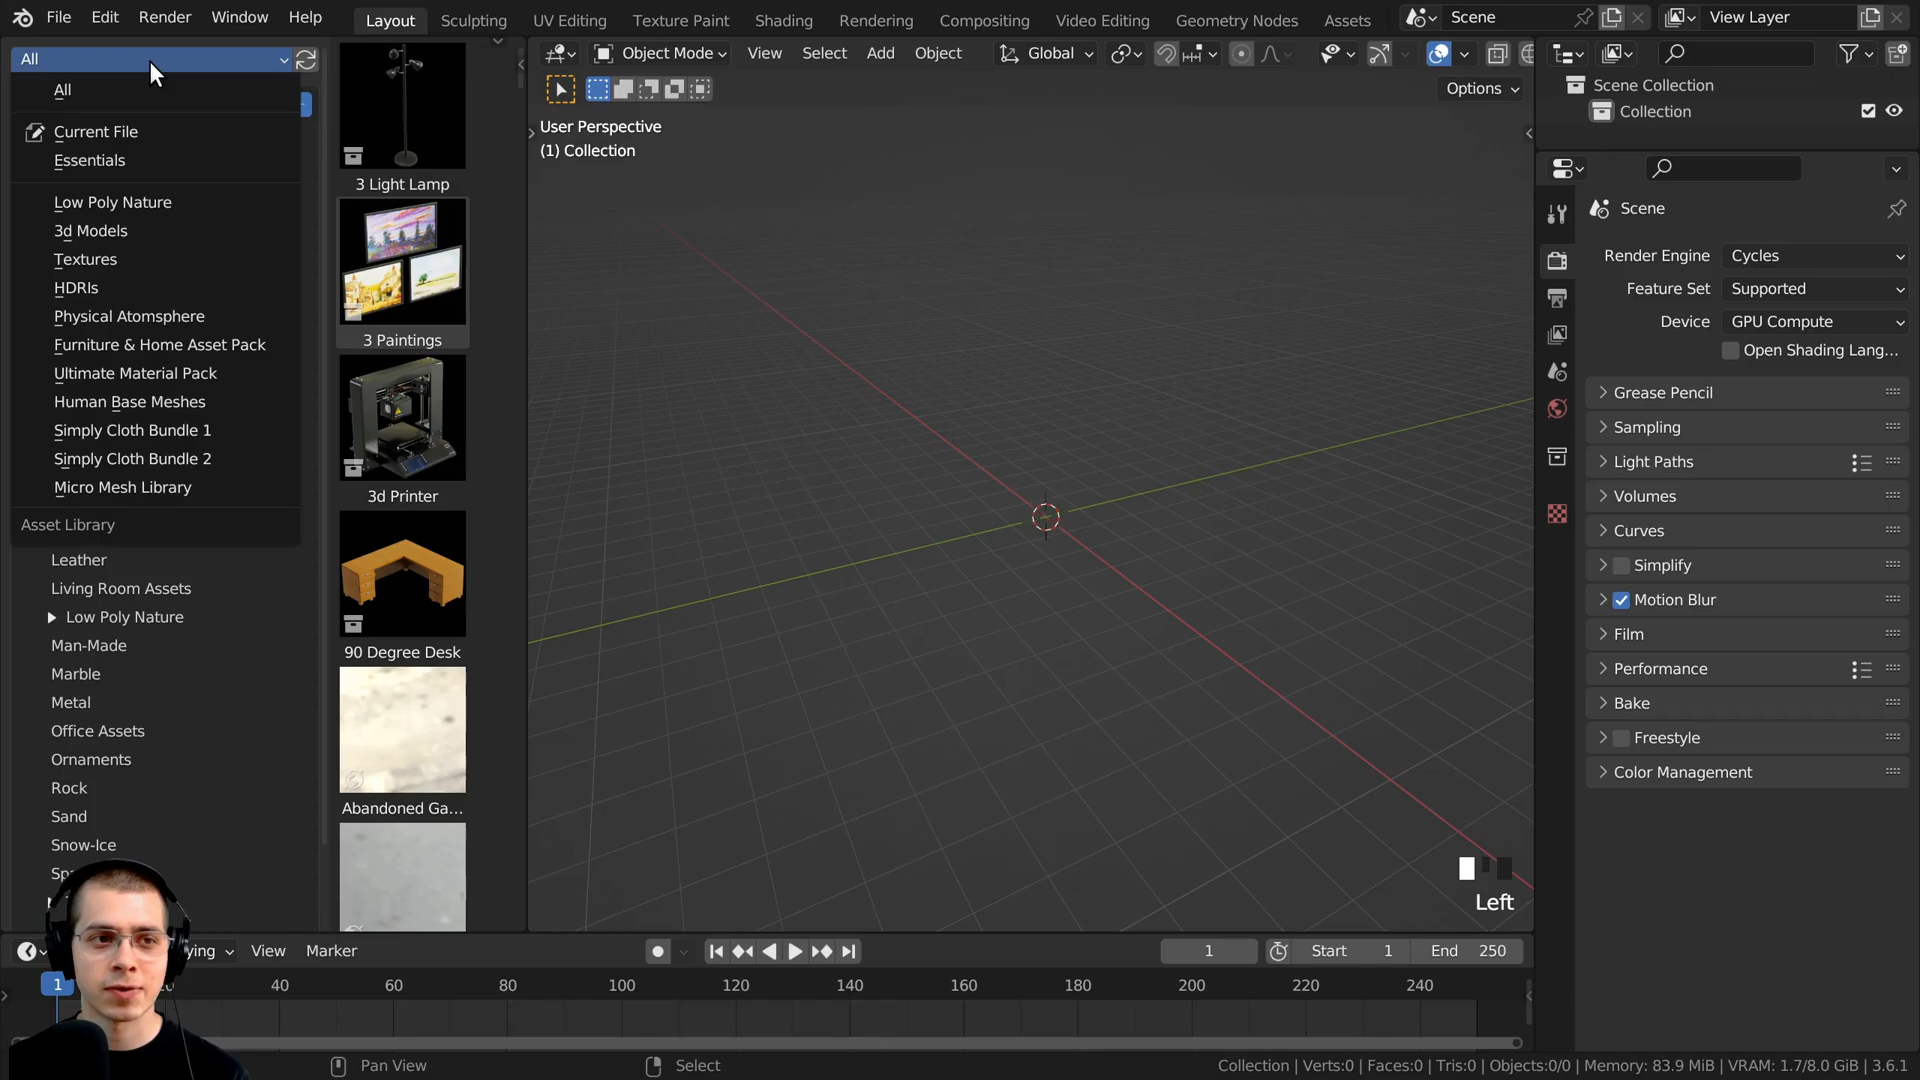 File Edit Render Window Help Layout Sculpting UV Editing Texture Paint Shading Rendering Compositing Video Editing Geometry Nodes Assets Scene View Layer
All
All
Current File
Essentials
Low Poly Nature
3d Models
Textures
HDRIs
Physical Atomsphere
Furniture & Home Asset Pack
Ultimate Material Pack
Human Base Meshes
Simply Cloth Bundle 1
Simply Cloth Bundle 2
Micro Mesh Library
Asset Library
Leather
Living Room Assets
Low Poly Nature
Man-Made
Marble
Metal
Office Assets
Ornaments
Rock
Sand
Snow-Ice
3 Light Lamp
3 Paintings
3d Printer
90 Degree Desk
Abandoned Ga...
Object Mode View Select Add Object Global
Options
User Perspective
(1) Collection
Left
Scene Collection
Collection
Scene
Render Engine Cycles
Feature Set Supported
Device GPU Compute
Open Shading Lang...
Grease Pencil
Sampling
Light Paths
Volumes
Curves
Simplify
Motion Blur
Film
Performance
Bake
Freestyle
Color Management
View Marker 1 Start 1 End 250
1 40 60 80 100 120 140 160 180 200 220 240
Pan View Select Collection | Verts:0 | Faces:0 | Tris:0 | Objects:0/0 | Memory: 83.9 MiB | VRAM: 1.7/8.0 GiB | 3.6.1